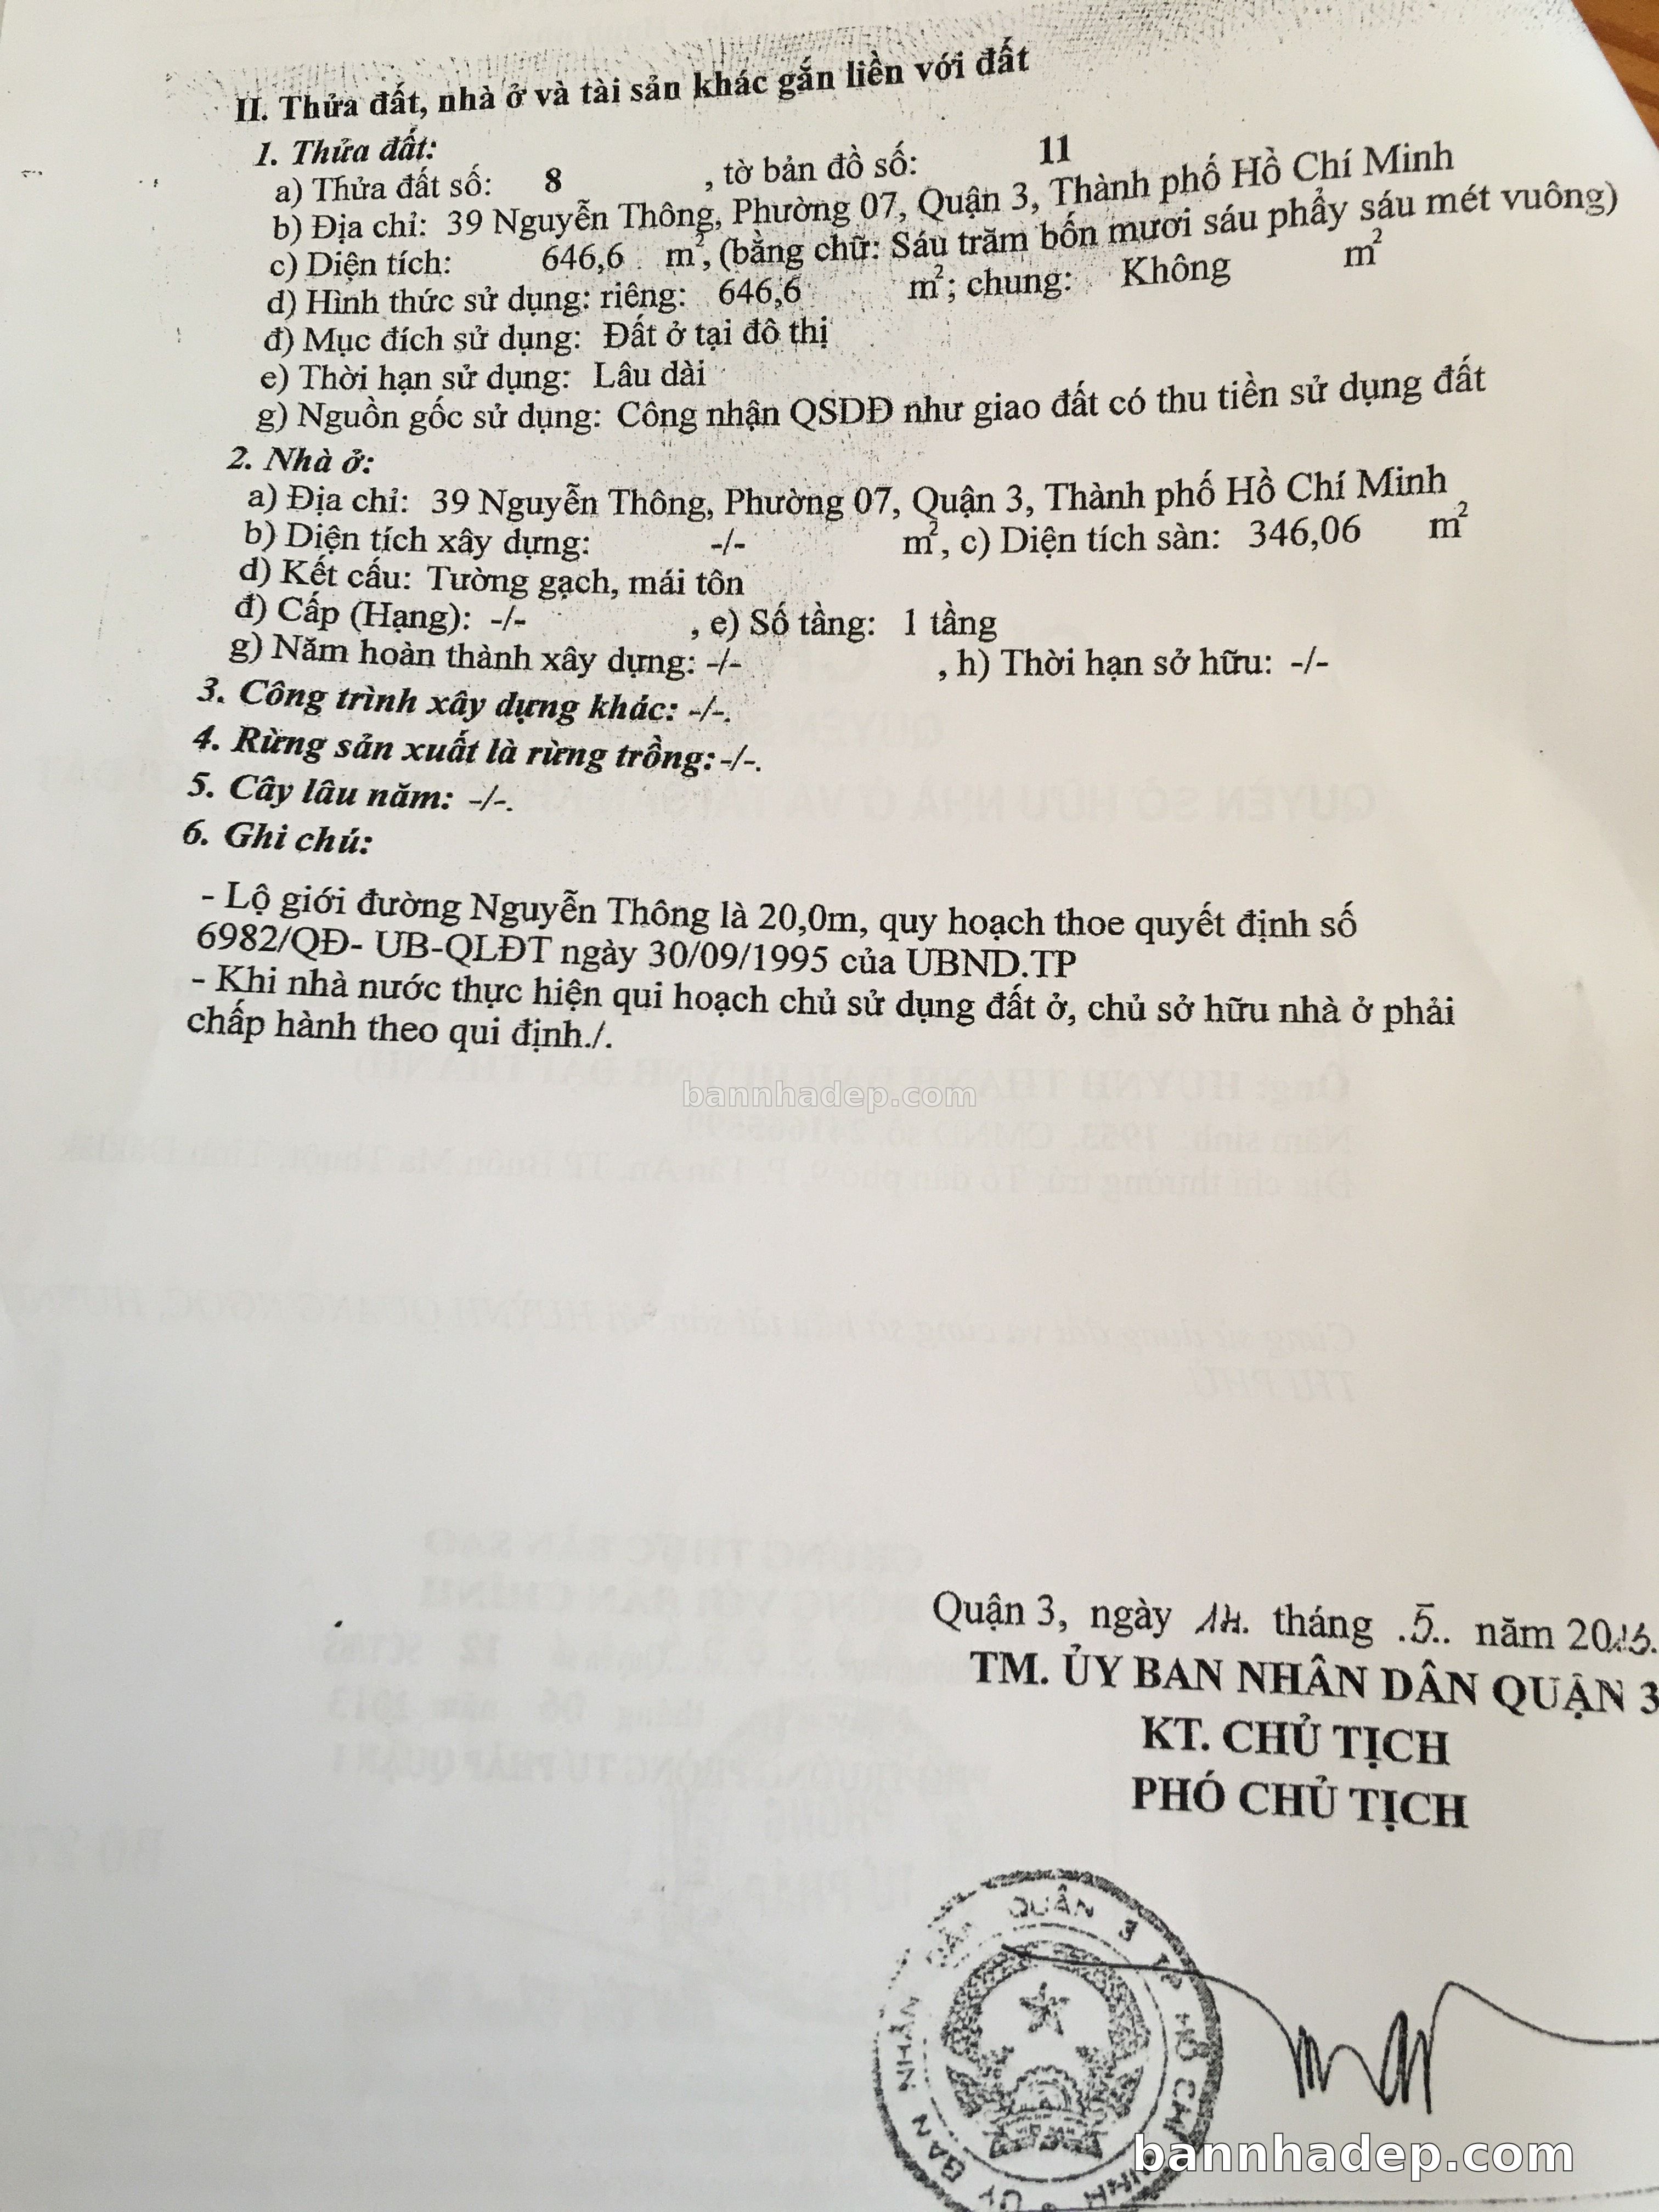 II. Thửa đất, nhà ở và tài sản khác gắn liền với đất
1. Thửa đất:
a) Thửa đất số: 8 , tờ bản đồ số: 11
b) Địa chỉ: 39 Nguyễn Thông, Phường 07, Quận 3, Thành phố Hồ Chí Minh
c) Diện tích: 646,6 m², (bằng chữ: Sáu trăm bốn mươi sáu phẩy sáu mét vuông)
d) Hình thức sử dụng: riêng: 646,6 m²; chung: Không m²
đ) Mục đích sử dụng: Đất ở tại đô thị
e) Thời hạn sử dụng: Lâu dài
g) Nguồn gốc sử dụng: Công nhận QSDĐ như giao đất có thu tiền sử dụng đất
2. Nhà ở:
a) Địa chỉ: 39 Nguyễn Thông, Phường 07, Quận 3, Thành phố Hồ Chí Minh
b) Diện tích xây dựng: -/- m², c) Diện tích sàn: 346,06 m²
d) Kết cấu: Tường gạch, mái tôn
đ) Cấp (Hạng): -/- , e) Số tầng: 1 tầng
g) Năm hoàn thành xây dựng: -/- , h) Thời hạn sở hữu: -/-
3. Công trình xây dựng khác: -/-.
4. Rừng sản xuất là rừng trồng: -/-.
5. Cây lâu năm: -/-.
6. Ghi chú:
- Lộ giới đường Nguyễn Thông là 20,0m, quy hoạch thoe quyết định số
6982/QĐ- UB-QLĐT ngày 30/09/1995 của UBND.TP
- Khi nhà nước thực hiện qui hoạch chủ sử dụng đất ở, chủ sở hữu nhà ở phải
chấp hành theo qui định./.
bannhadep.com
Quận 3, ngày tháng .5.. năm
TM. ỦY BAN NHÂN DÂN QUẬN 3
KT. CHỦ TỊCH
PHÓ CHỦ TỊCH
ỦY BAN NHÂN DÂN QUẬN 3 TP HỒ CHÍ MINH
bannhadep.com